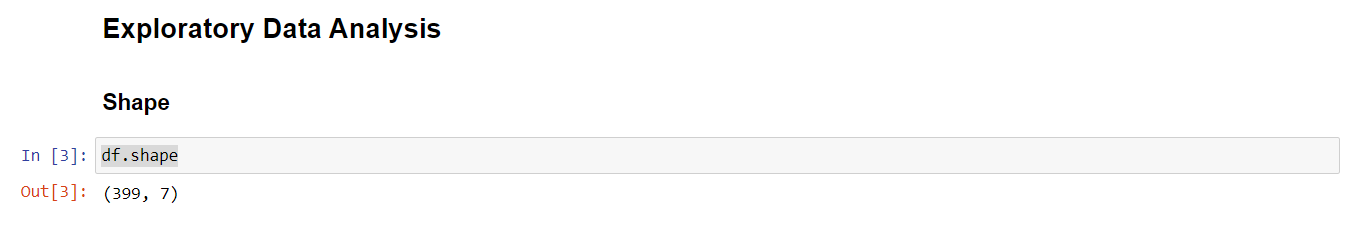 Exploratory Data Analysis
Shape
In [3]: df.shape
Out[3]: (399, 7)